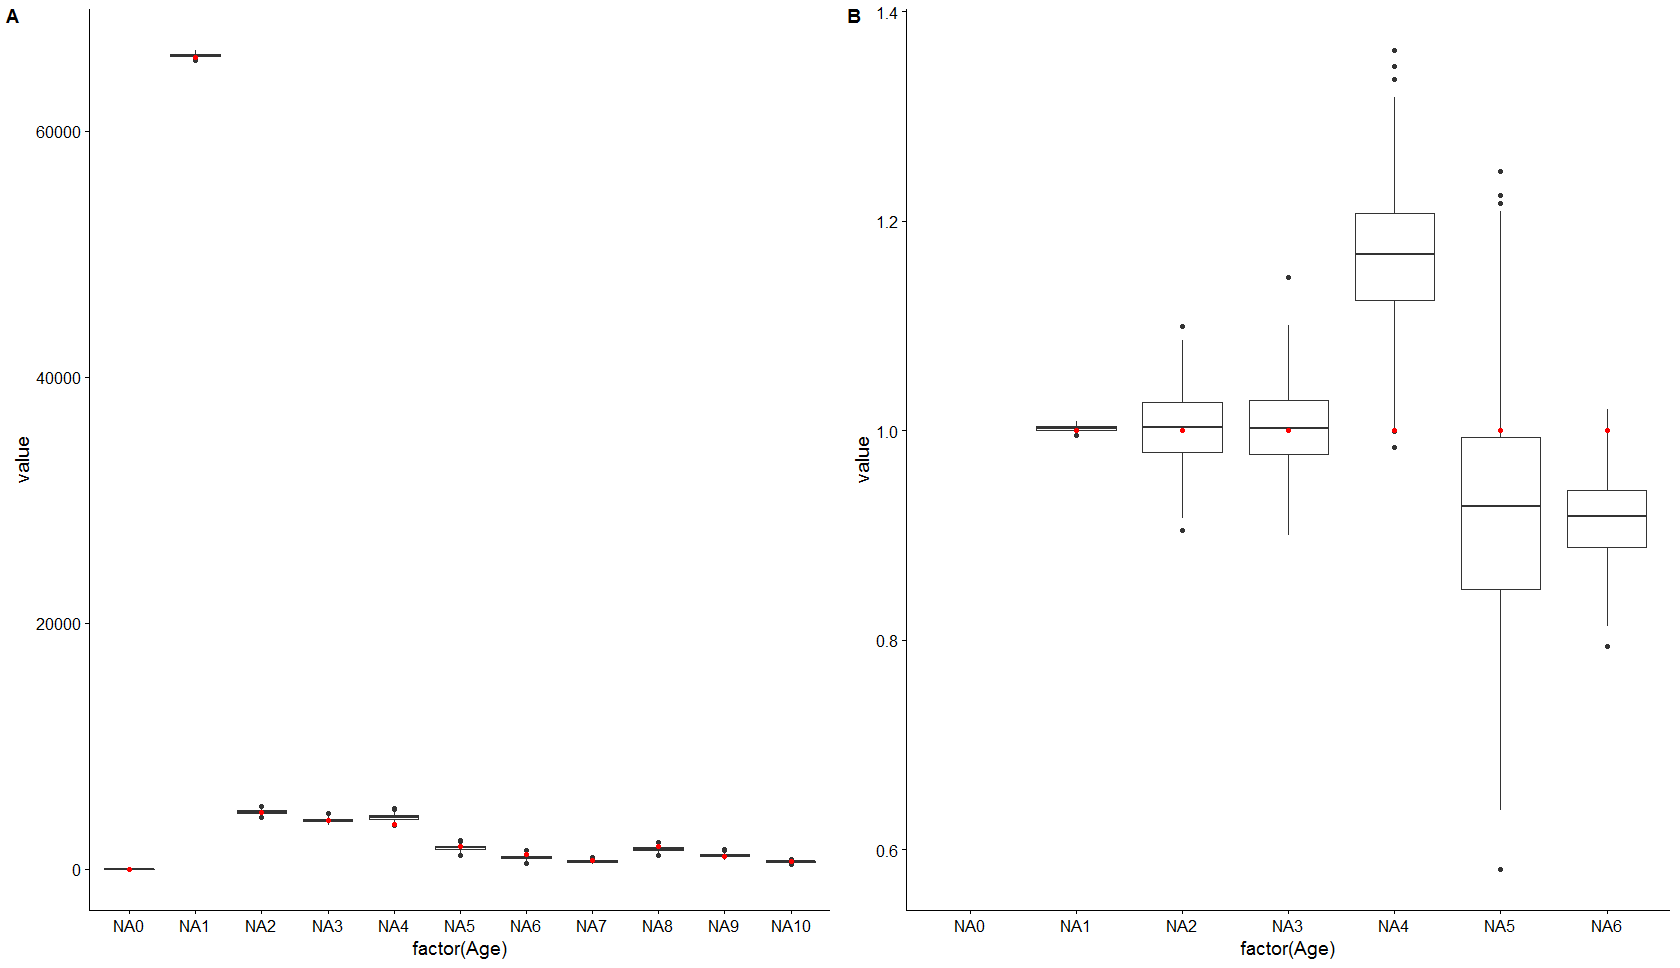 A
value
60000
40000
20000
0
NA0 NA1 NA2 NA3 NA4 NA5 NA6 NA7 NA8 NA9 NA10
factor(Age)
B
value
1.4
1.2
1.0
0.8
0.6
NA0 NA1 NA2 NA3 NA4 NA5 NA6
factor(Age)